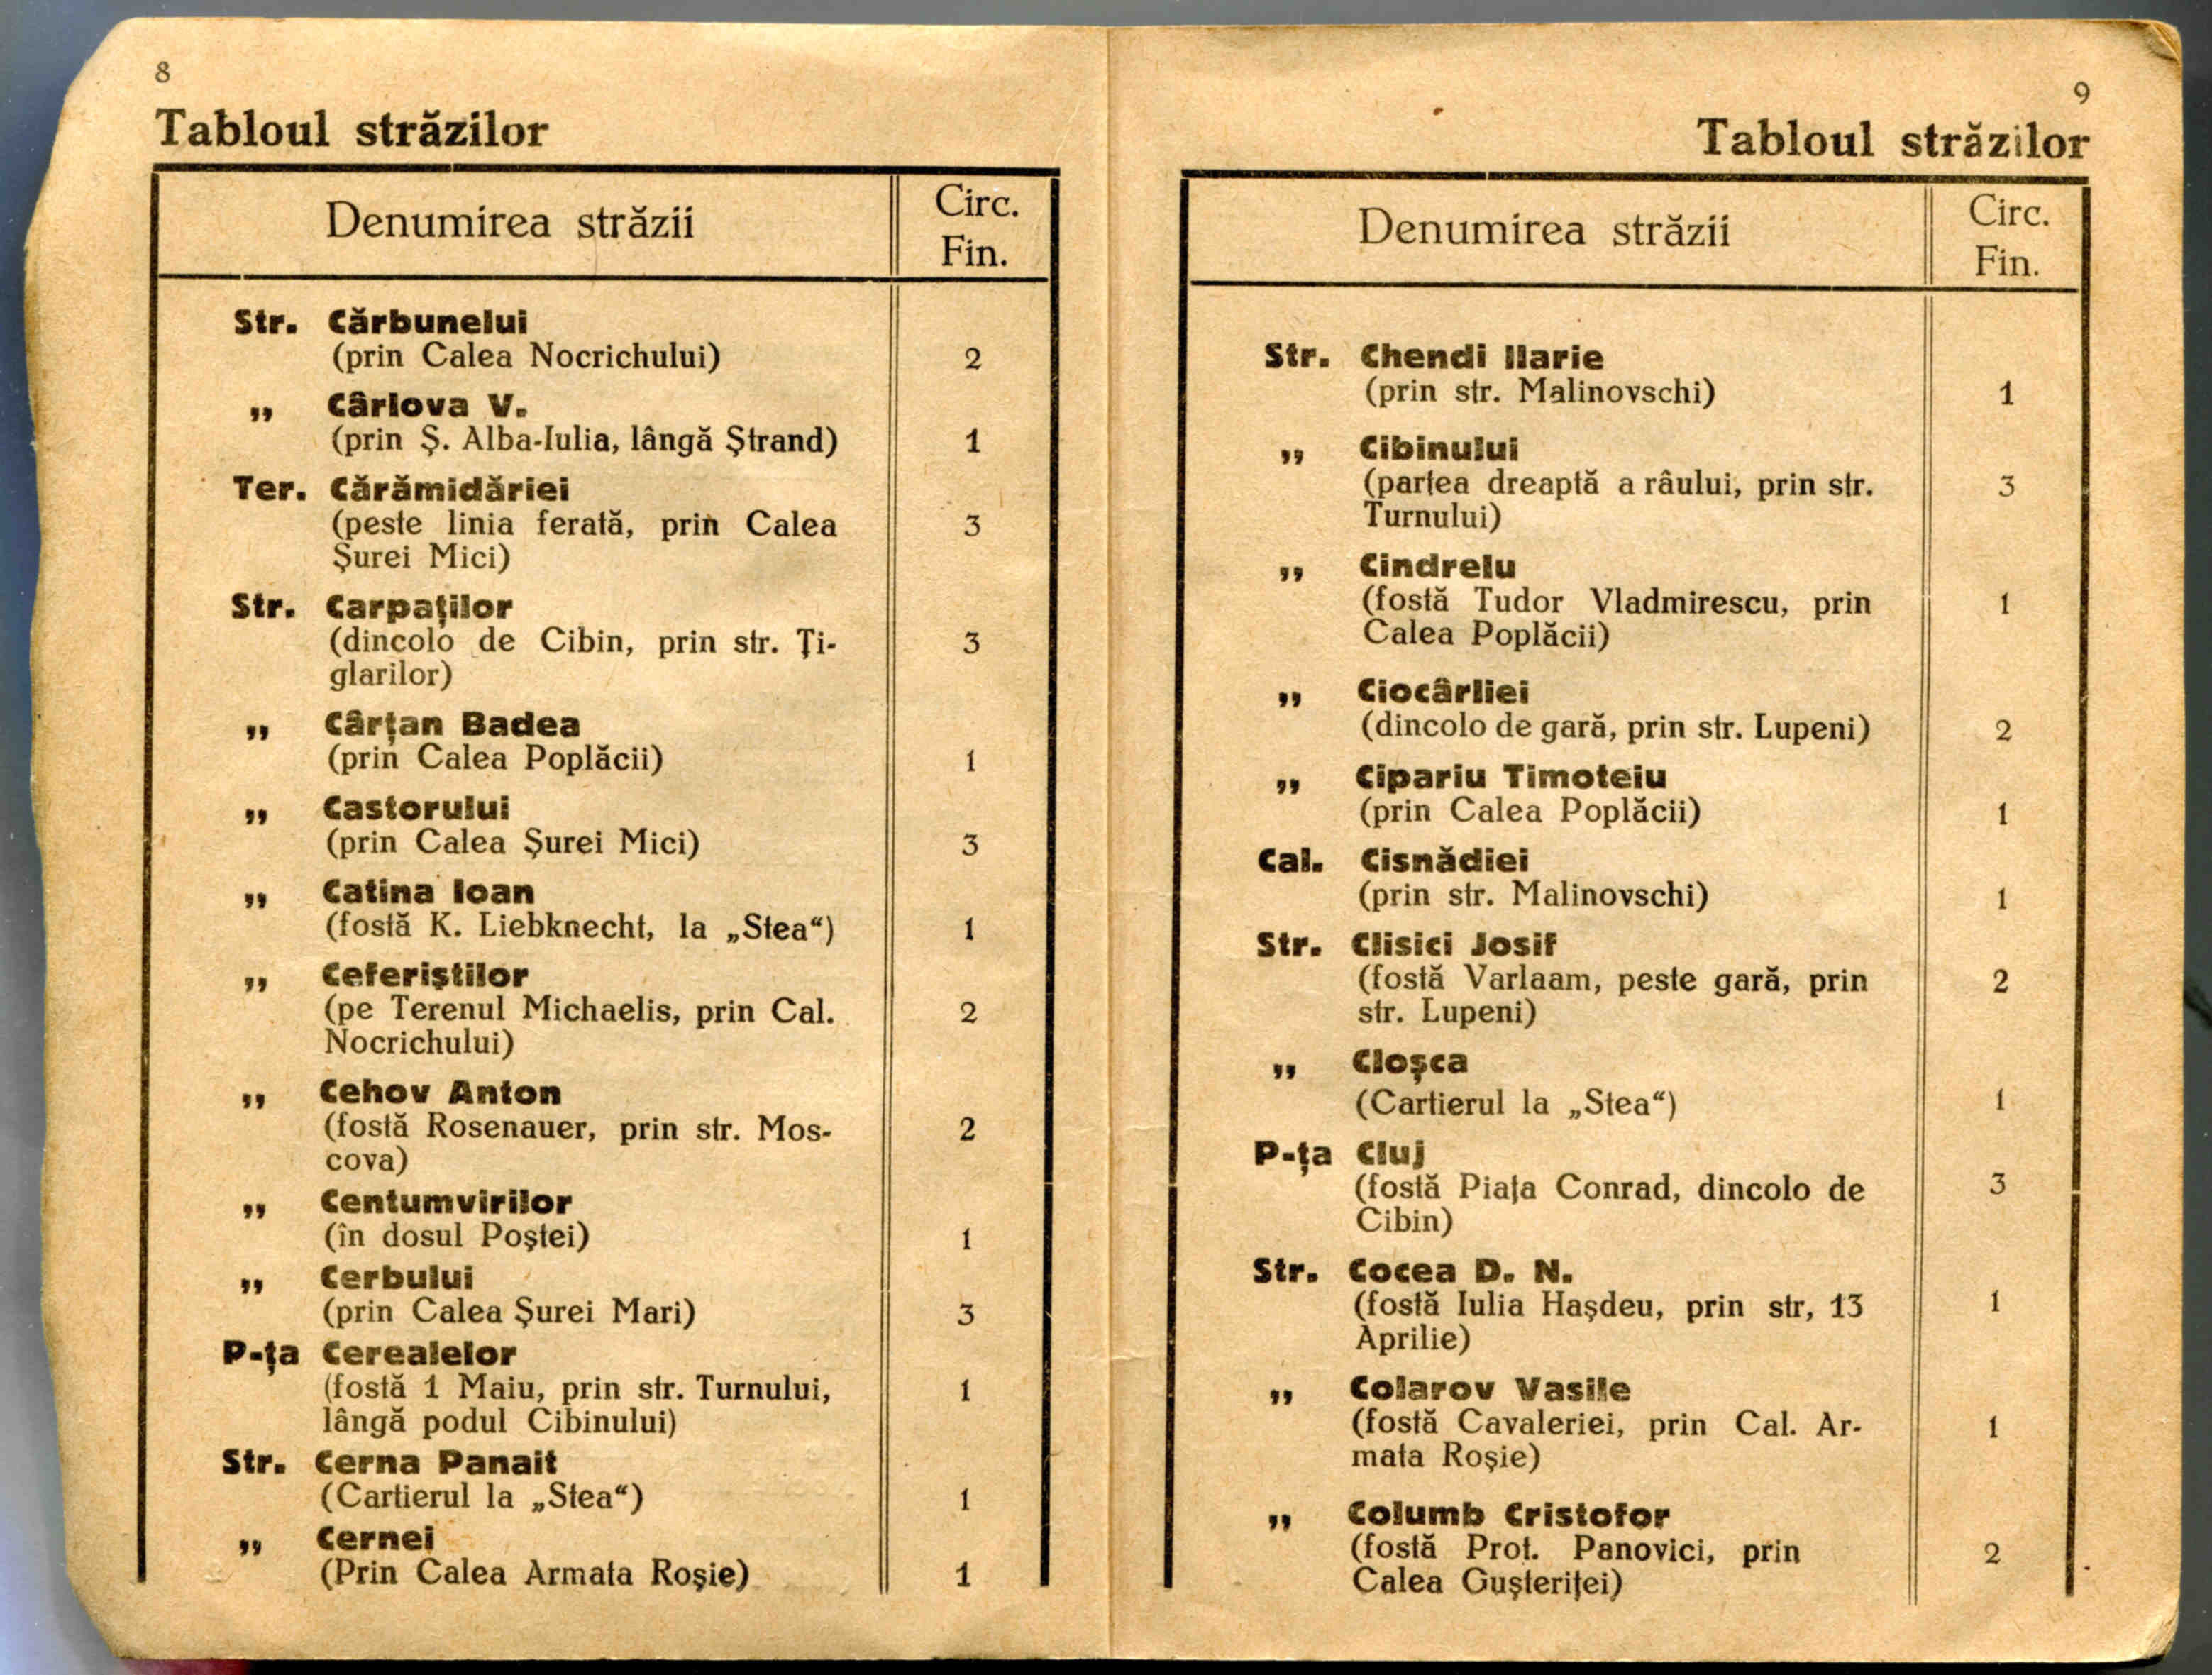 8
Tabloul străzilor
Denumirea străzii
Circ.
Fin.
Str. Cărbunelui
(prin Calea Nocrichului) 2
„ Cârlova V.
(prin Ş. Alba-Iulia, lângă Ştrand) 1
Ter. Cărămidăriei
(peste linia ferată, prin Calea 3
Şurei Mici)
Str. Carpaţilor
(dincolo de Cibin, prin str. Ţi- 3
glarilor)
„ Cârţan Badea
(prin Calea Poplăcii) 1
„ Castorului
(prin Calea Şurei Mici) 3
„ Catina Ioan
(fostă K. Liebknecht, la „Stea“) 1
„ Ceferiştilor
(pe Terenul Michaelis, prin Cal. 2
Nocrichului)
„ Cehov Anton
(fostă Rosenauer, prin str. Mos- 2
cova)
„ Centumvirilor
(în dosul Poştei) 1
„ Cerbului
(prin Calea Şurei Mari) 3
P-ţa Cerealelor
(fostă 1 Maiu, prin str. Turnului, 1
lângă podul Cibinului)
Str. Cerna Panait
(Cartierul la „Stea“) 1
„ Cernei
(Prin Calea Armata Roşie) 1
9
Tabloul străzilor
Denumirea străzii
Circ.
Fin.
Str. Chendi Ilarie
(prin str. Malinovschi) 1
„ Cibinului
(partea dreaptă a râului, prin str. 3
Turnului)
„ Cindrelu
(fostă Tudor Vladmirescu, prin 1
Calea Poplăcii)
„ Ciocârliei
(dincolo de gară, prin str. Lupeni) 2
„ Cipariu Timoteiu
(prin Calea Poplăcii) 1
Cal. Cisnădiei
(prin str. Malinovschi) 1
Str. Clisici Josif
(fostă Varlaam, peste gară, prin 2
str. Lupeni)
„ Cloşca
(Cartierul la „Stea“) 1
P-ţa Cluj
(fostă Piaţa Conrad, dincolo de 3
Cibin)
Str. Cocea D. N.
(fostă Iulia Haşdeu, prin str, 13 1
Aprilie)
„ Colarov Vasile
(fostă Cavaleriei, prin Cal. Ar- 1
mata Roşie)
„ Columb Cristofor
(fostă Prot. Panovici, prin 2
Calea Guşteriţei)